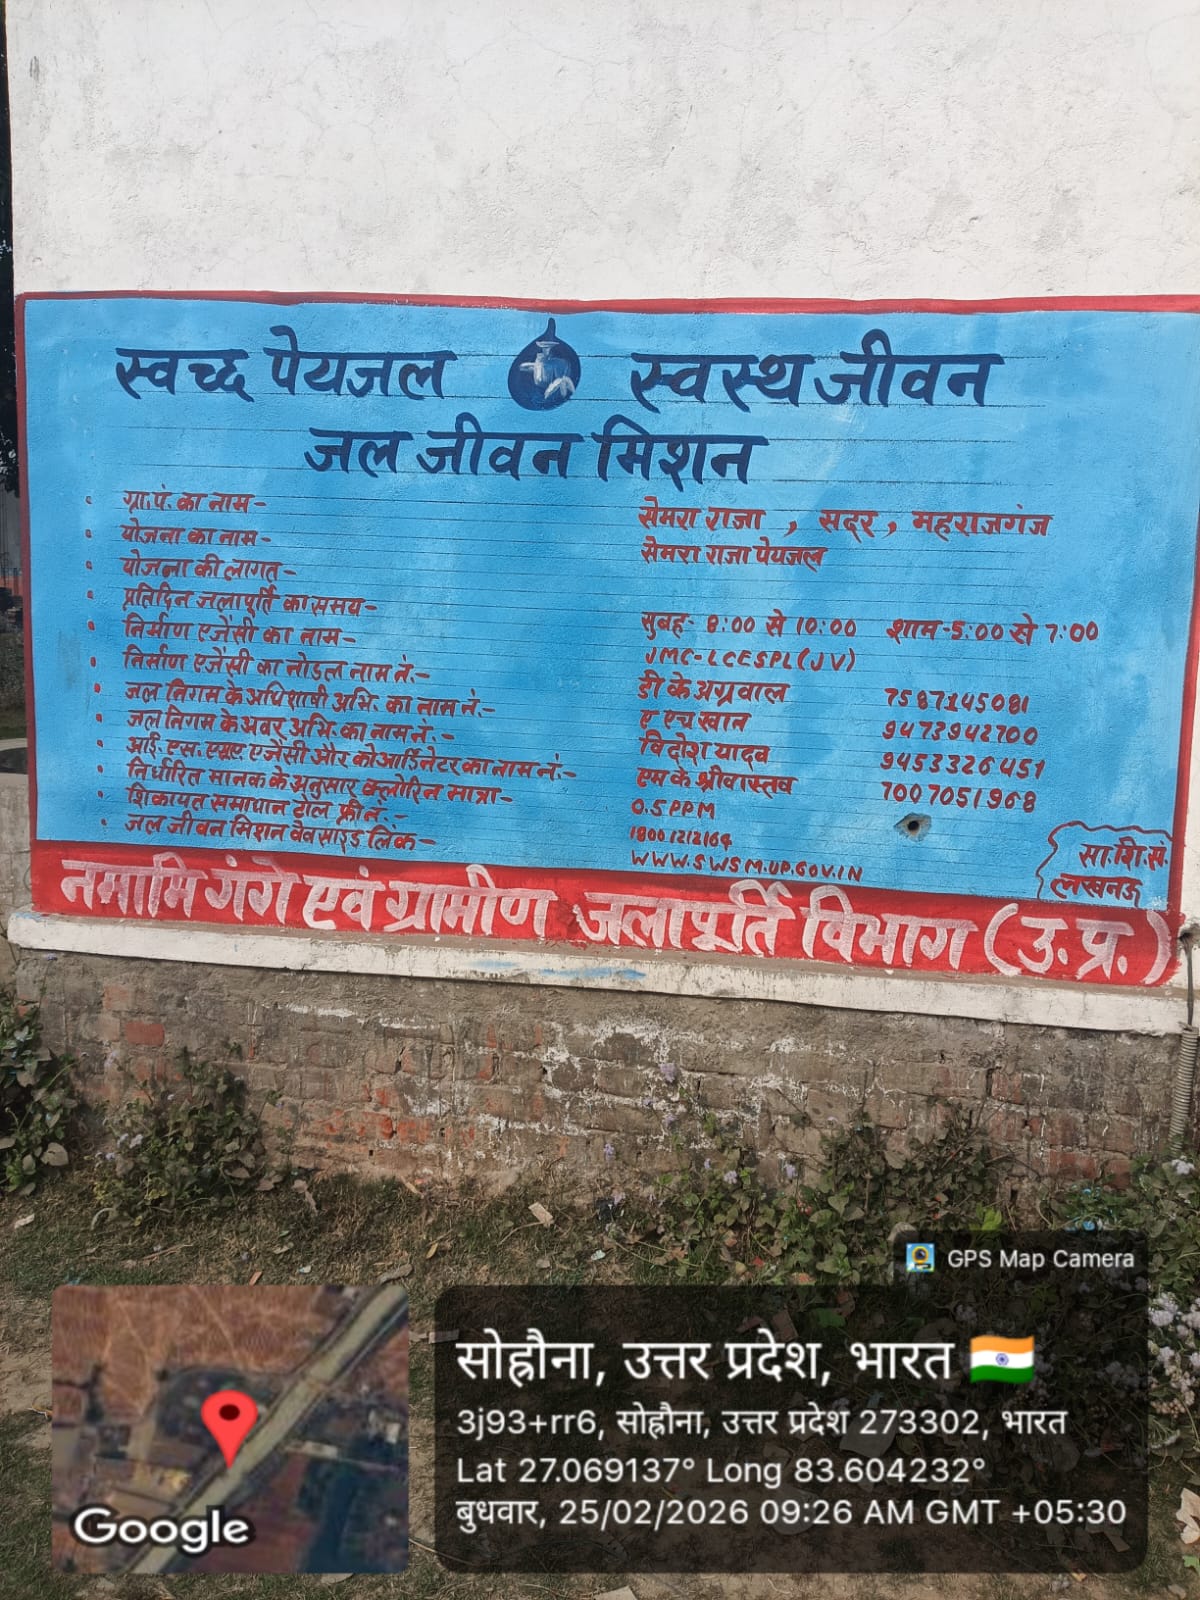 स्वच्छ पेयजल स्वस्थ जीवन
जल जीवन मिशन
ग्रा.पं. का नाम- सेमरा राजा , सदर , महराजगंज
योजना का नाम- सेमरा राजा पेयजल
योजना की लागत-
प्रतिदिन जलापूर्ति का समय- सुबह- 8:00 से 10:00 शाम-5:00 से 7:00
निर्माण एजेंसी का नाम- JMC-LCESPL(JV)
निर्माण एजेंसी का नोडल नाम नं.- डी के अग्रवाल 7587145081
जल निगम के अधिशाषी अभि. का नाम नं.- ए एच खान 9473942700
जल निगम के अवर अभि. का नाम नं.- यादव 9453326451
आई.एस.एजेंसी और कोआर्डिनेटर का नाम नं.- एम के श्रीवास्तव 7007051968
निर्धारित मानक के अनुसार क्लोरिन मात्रा- 0.5PPM
शिकायत समाधान टोल फ्री नं.- 18001212164
जल जीवन मिशन वेबसाइड लिंक- WWW.SWSM.UP.GOV.IN
सा.शि.खं.
लखनऊ
नमामि गंगे एवं ग्रामीण जलापूर्ति विभाग (उ.प्र.)
GPS Map Camera
सोहरौना, उत्तर प्रदेश, भारत
3j93+rr6, सोहरौना, उत्तर प्रदेश 273302, भारत
Lat 27.069137° Long 83.604232°
बुधवार, 25/02/2026 09:26 AM GMT +05:30
Google